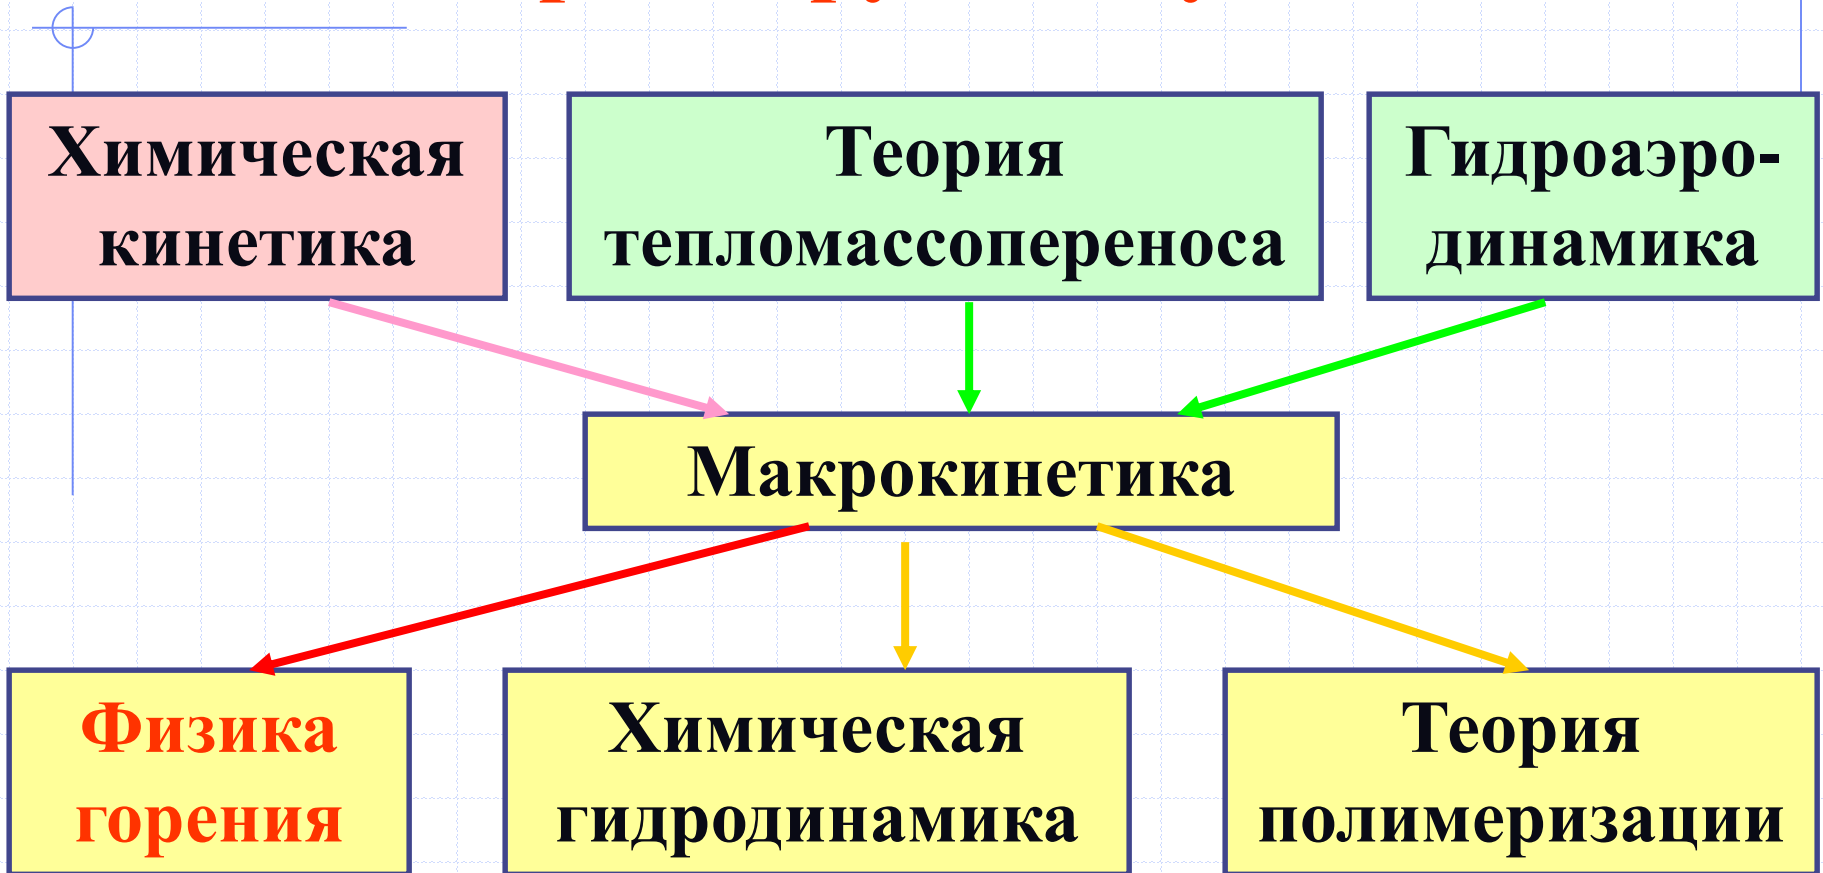 Химическая
кинетика
Теория
тепломассопереноса
Гидроаэро-
динамика
Макрокинетика
Физика
горения
Химическая
гидродинамика
Теория
полимеризации